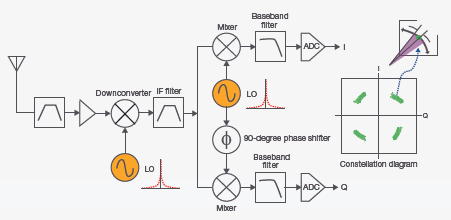 Mixer
Baseband
filter
ADC
I
Downconverter
IF filter
LO
I
Q
LO
ϕ
90-degree phase shifter
Constellation diagram
Baseband
filter
ADC
Q
Mixer